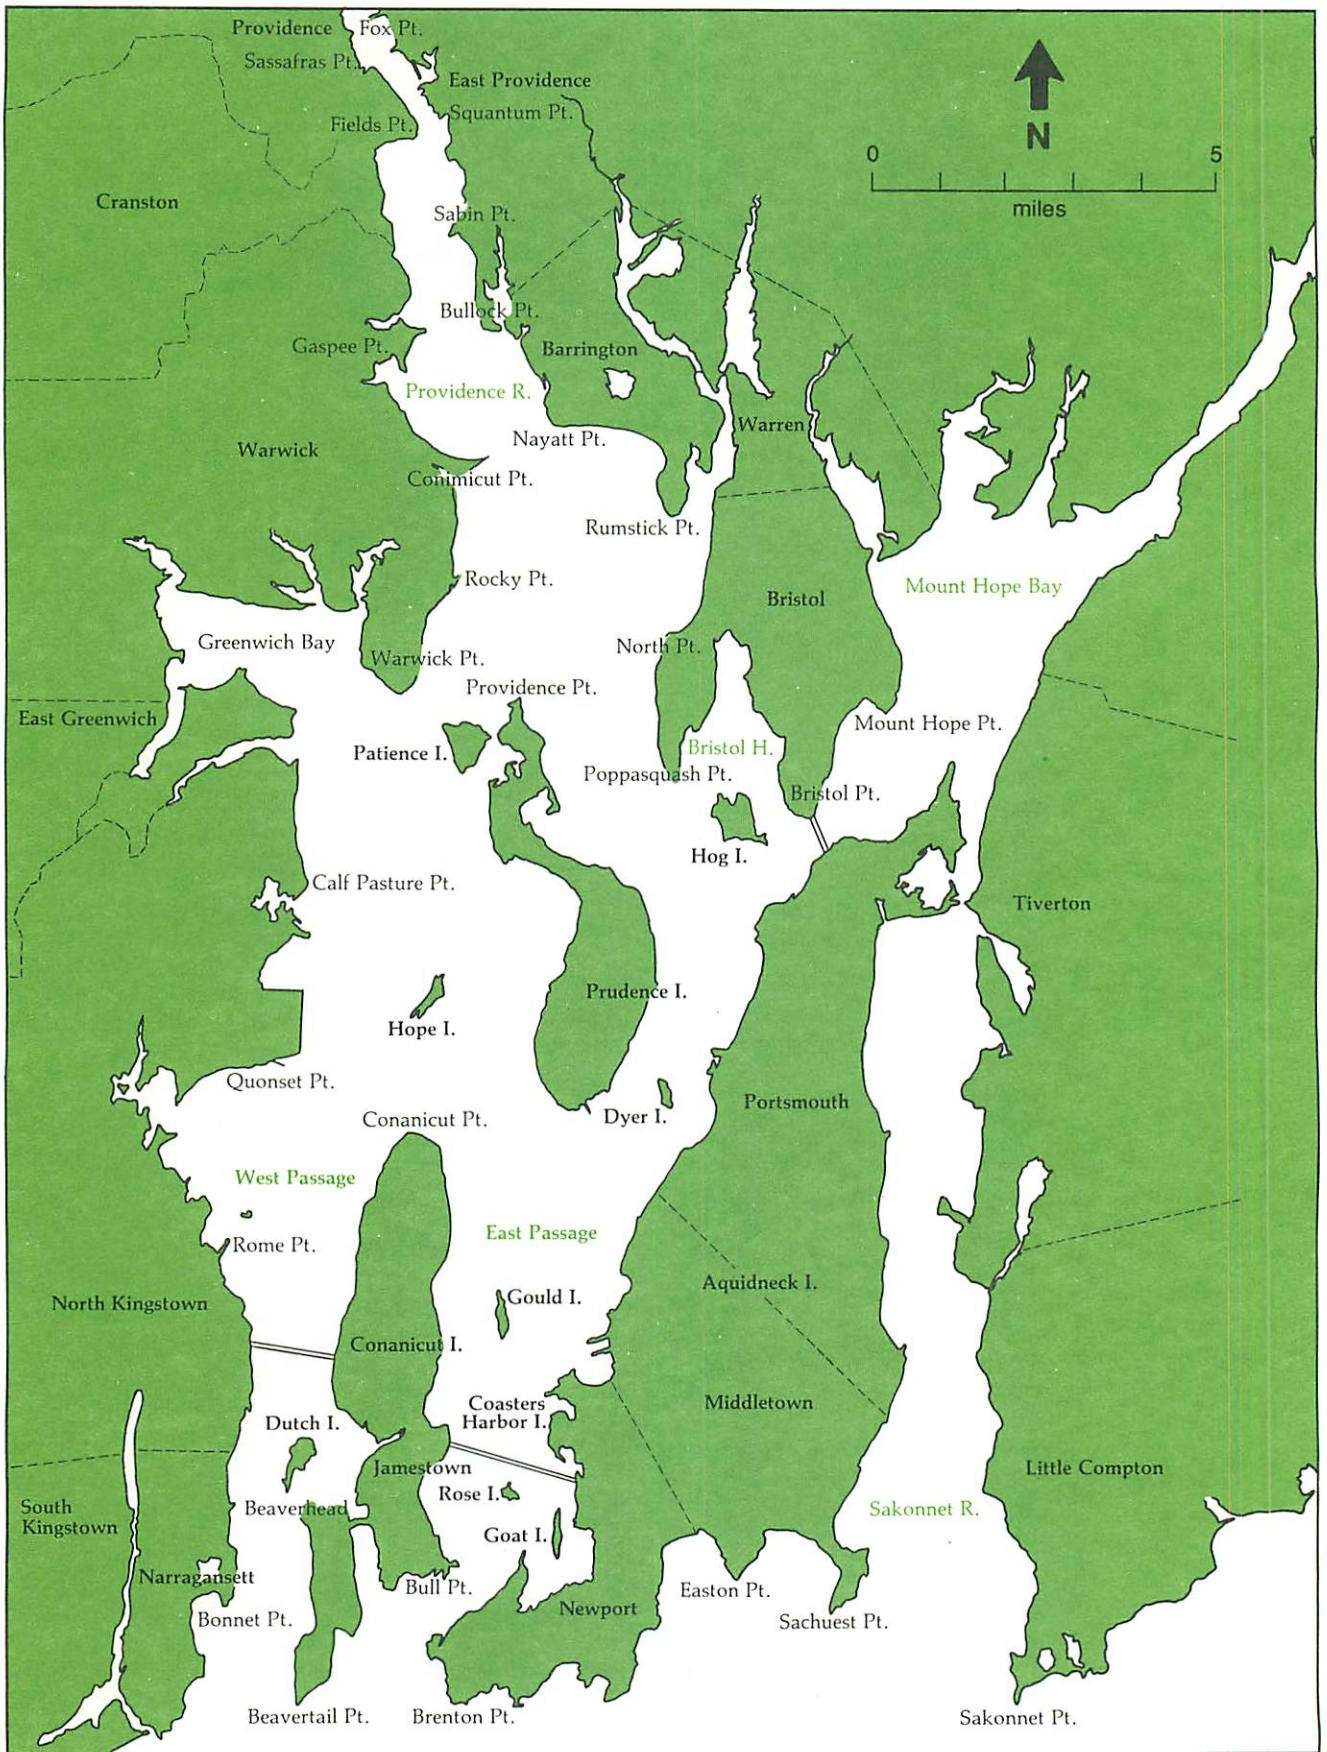 Providence
Fox Pt.
Sassafras Pt.
East Providence
Squantum Pt.
Fields Pt.
N
0
5
miles
Cranston
Sabin Pt.
Bullock Pt.
Gaspee Pt.
Barrington
Providence R.
Warren
Nayatt Pt.
Warwick
Conimicut Pt.
Rumstick Pt.
Rocky Pt.
Mount Hope Bay
Bristol
Greenwich Bay
North Pt.
Warwick Pt.
Providence Pt.
East Greenwich
Mount Hope Pt.
Patience I.
Bristol H.
Poppasquash Pt.
Bristol Pt.
Hog I.
Calf Pasture Pt.
Tiverton
Prudence I.
Hope I.
Quonset Pt.
Portsmouth
Dyer I.
Conanicut Pt.
West Passage
East Passage
Rome Pt.
Aquidneck I.
Gould I.
North Kingstown
Conanicut I.
Coasters
Harbor I.
Middletown
Dutch I.
Jamestown
Little Compton
Rose I.
South
Kingstown
Beaverhead
Sakonnet R.
Goat I.
Narragansett
Bull Pt.
Easton Pt.
Newport
Bonnet Pt.
Sachuest Pt.
Beavertail Pt.
Brenton Pt.
Sakonnet Pt.